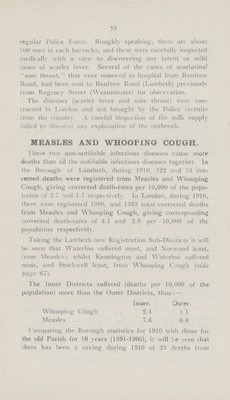 79
regular Police Force. Roughly speaking, there are about
100 men in each barracks, and these were carefully inspected
medically with a view to discovering any latent or mild
cases of scarlet fever. Several of the cases of scarlatinal
"sore throat," that were removed to hospital from Renfrew
Road, had been sent to Renfrew Road (Lambeth) previously
from Regency Street (Westminster) for observation.
The diseases (scarlet fever and sore throat) were con-
tracted in London and not brought by the Police recruits
from the country. A careful inspection of the milk supply
failed to discover any explanation of the outbreak.
MEASLES AND WHOOPING COUGH.
These two non-notifiable infectious diseases cause more
deaths than all the notifiable infectious diseases together. In
the Borough of Lambeth, during 1910, 122 and 54 cor-
rected deaths were registered from Measles and Whooping
Cough, giving corrected death-rates per 10,000 of the popu-
lation of 3.7 and 1.7 respectively. In London, during 1910,
there were registered 1990, and 1363 total corrected deaths
from Measles and Whooping Cough, giving corresponding
corrected death-rates of 4.1 and 2.8 per 10,000 of the
population respectively.
Taking the Lambeth new Registration Sub-Districts it will
be seen that Waterloo suffered most, and Norwood least,
from Measles; whilst Kennington and Waterloo suffered
most, and Stockwell least, from Whooping Cough (vide
page 67).
The Inner Districts suffered (deaths per 10,000 of the
population) more than the Outer Districts, thus:—
Inner. Outer.
Whooping Cough 2.4 1.1
Measles 7.6 0.8
Comparing the Borough statistics for 1910 with those for
the old Parish for 10 years (1891-1900), it will be seen that
there has been a saving during 1910 of 25 deaths from